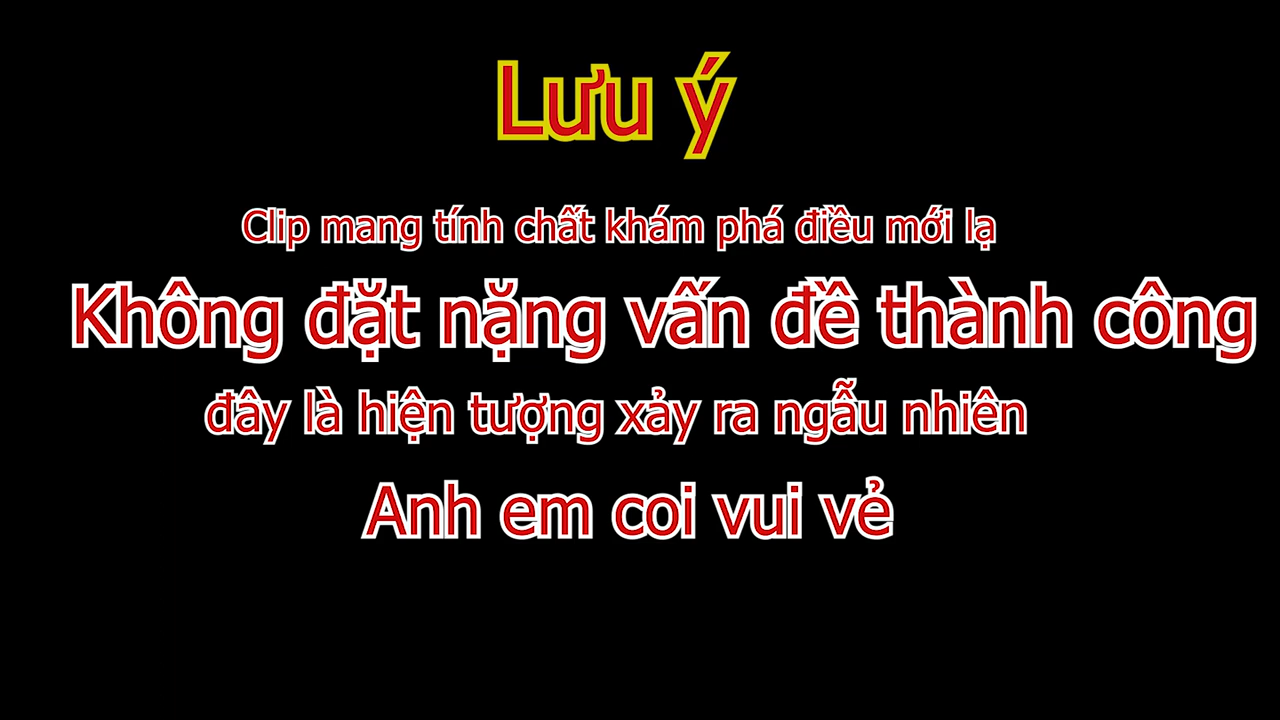 Lưu ý
Clip mang tính chất khám phá điều mới lạ
Không đặt nặng vấn đề thành công
đây là hiện tượng xảy ra ngẫu nhiên
Anh em coi vui vẻ